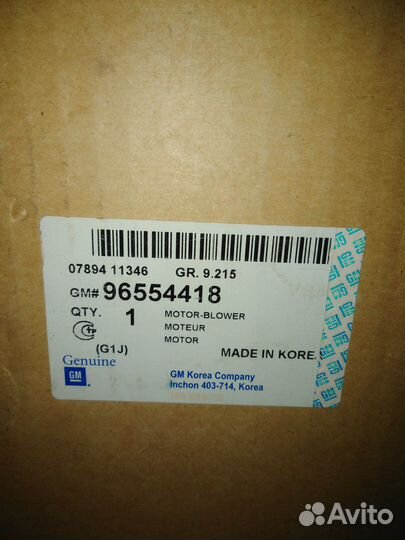 07894 11346 GR. 9.215
GM# 96554418
QTY. 1 MOTOR-BLOWER
MOTEUR
MOTOR
(G1J)
MADE IN KORE
Genuine
GM
GM Korea Company
Inchon 403-714, Korea
Avito